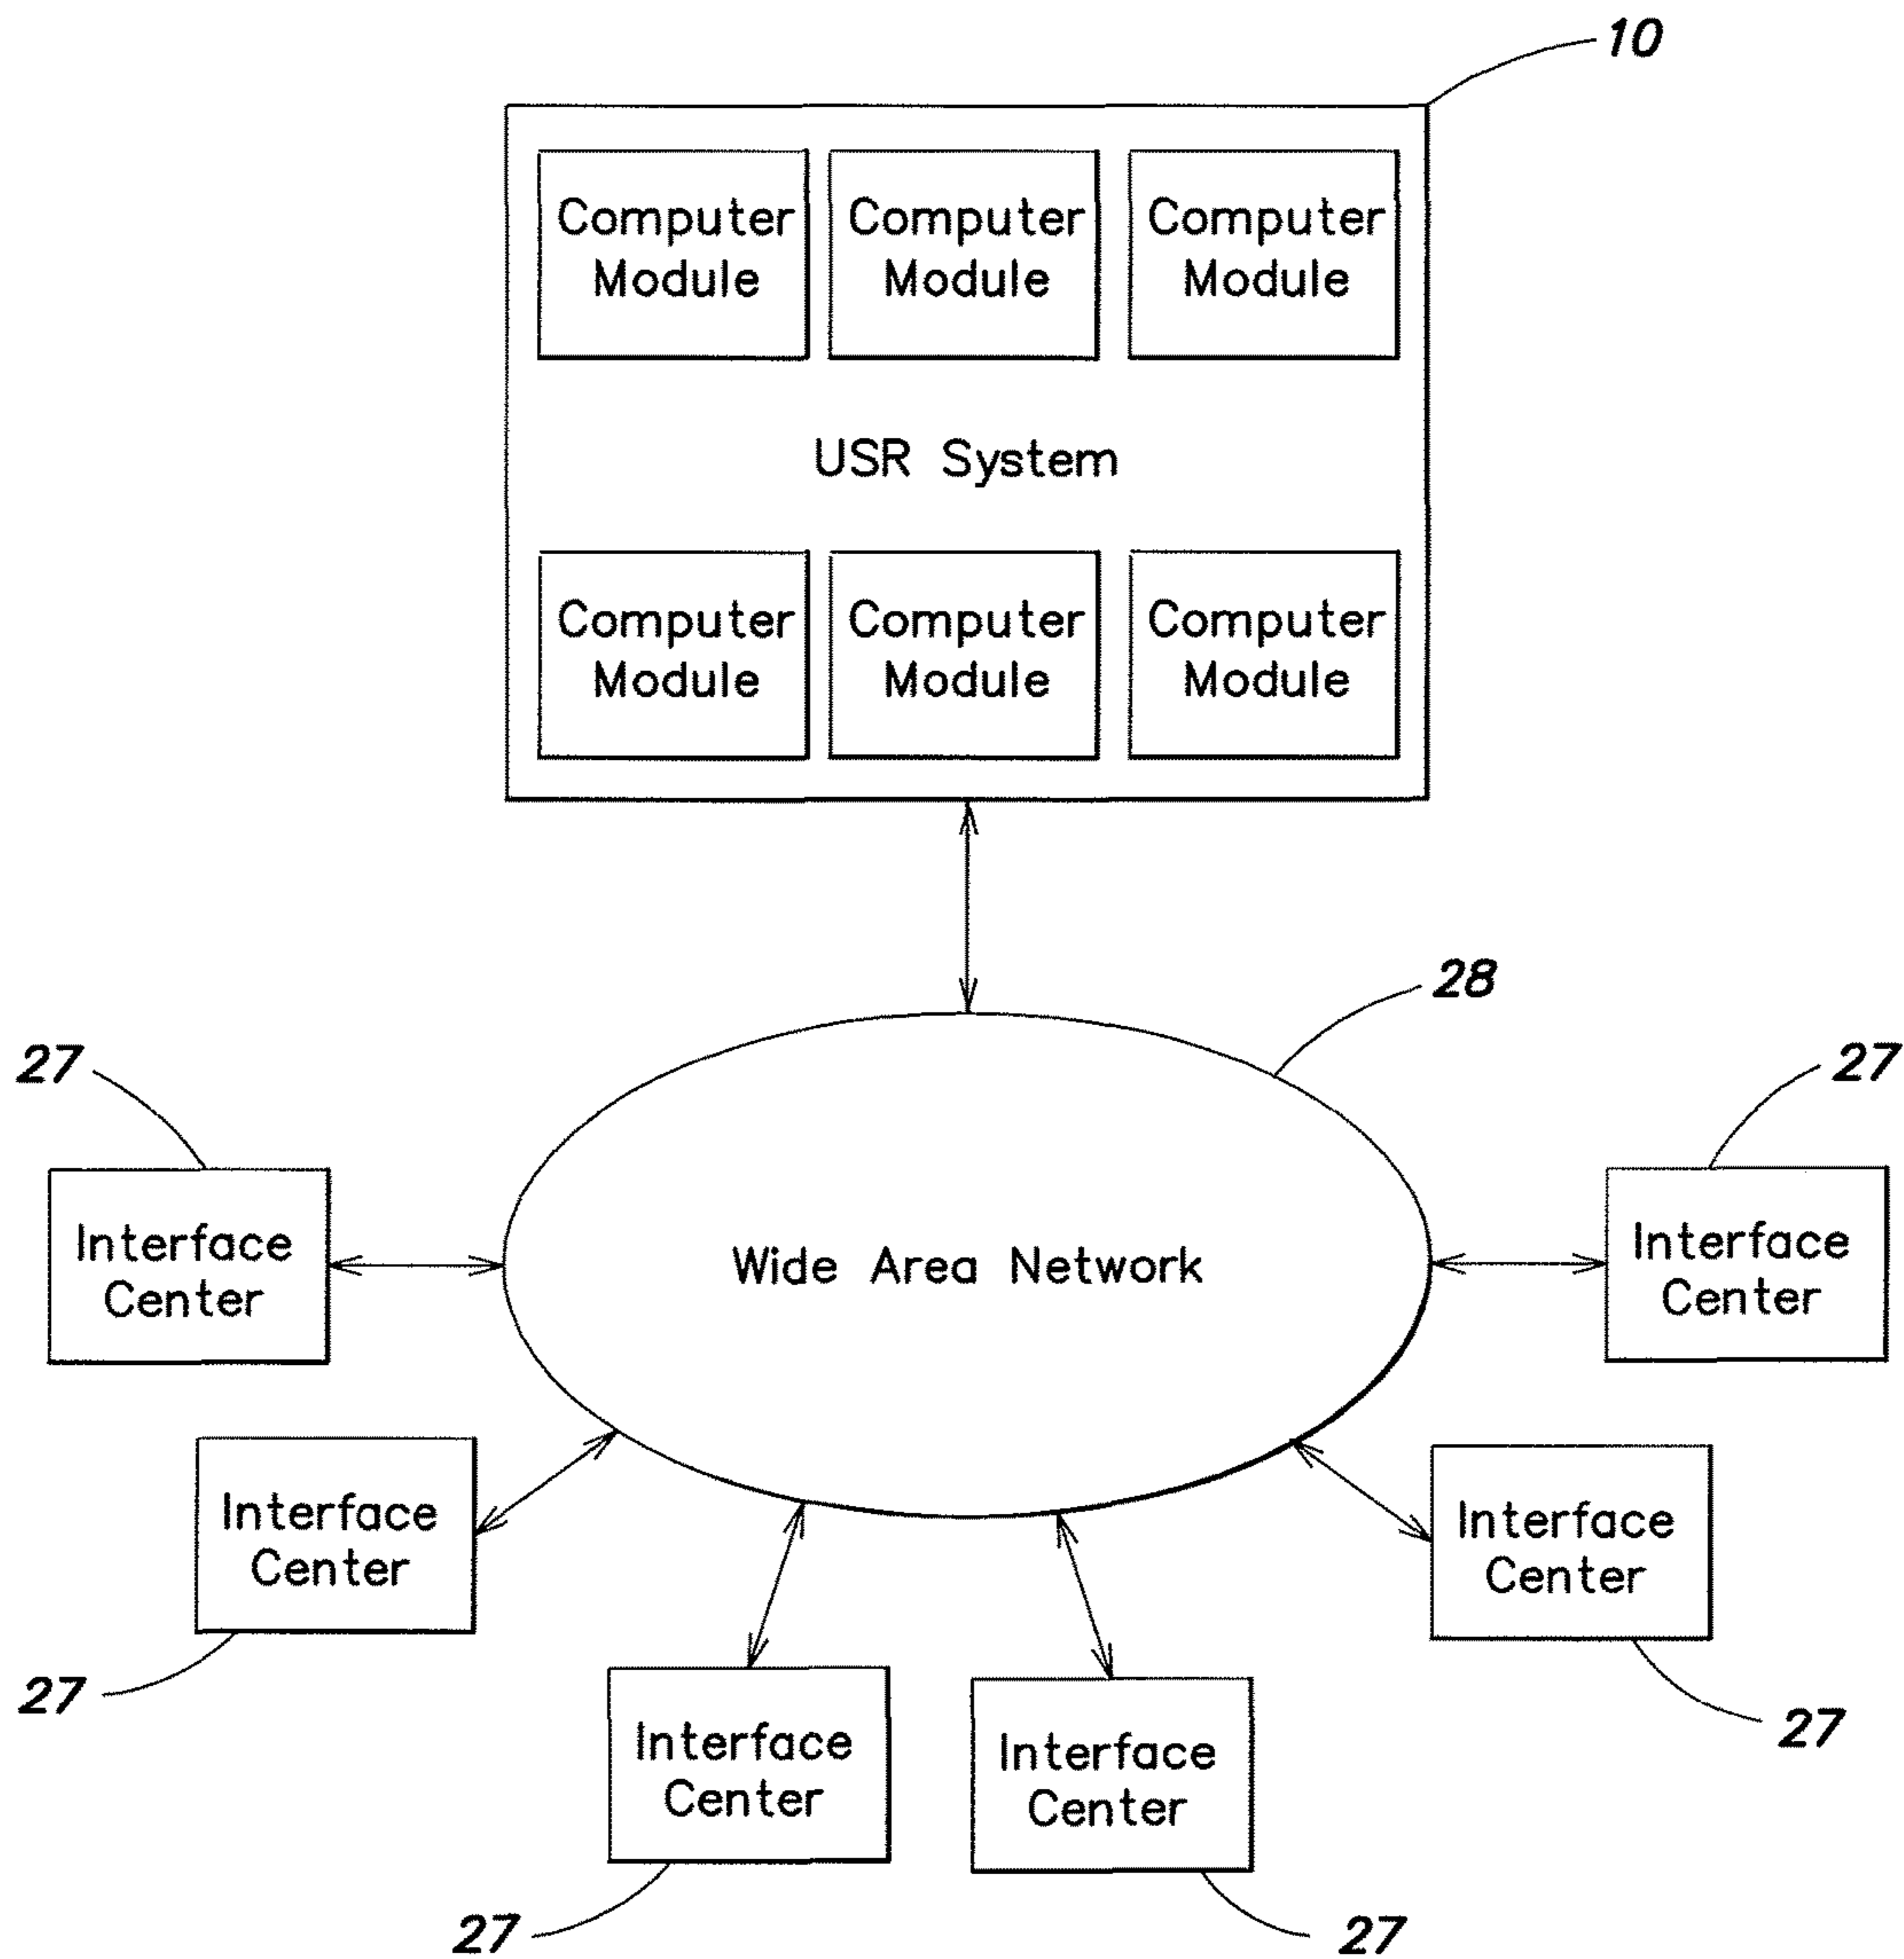 10
Computer Module
Computer Module
Computer Module
USR System
Computer Module
Computer Module
Computer Module
28
27
27
Interface Center
Wide Area Network
Interface Center
Interface Center
Interface Center
27
27
Interface Center
Interface Center
27
27